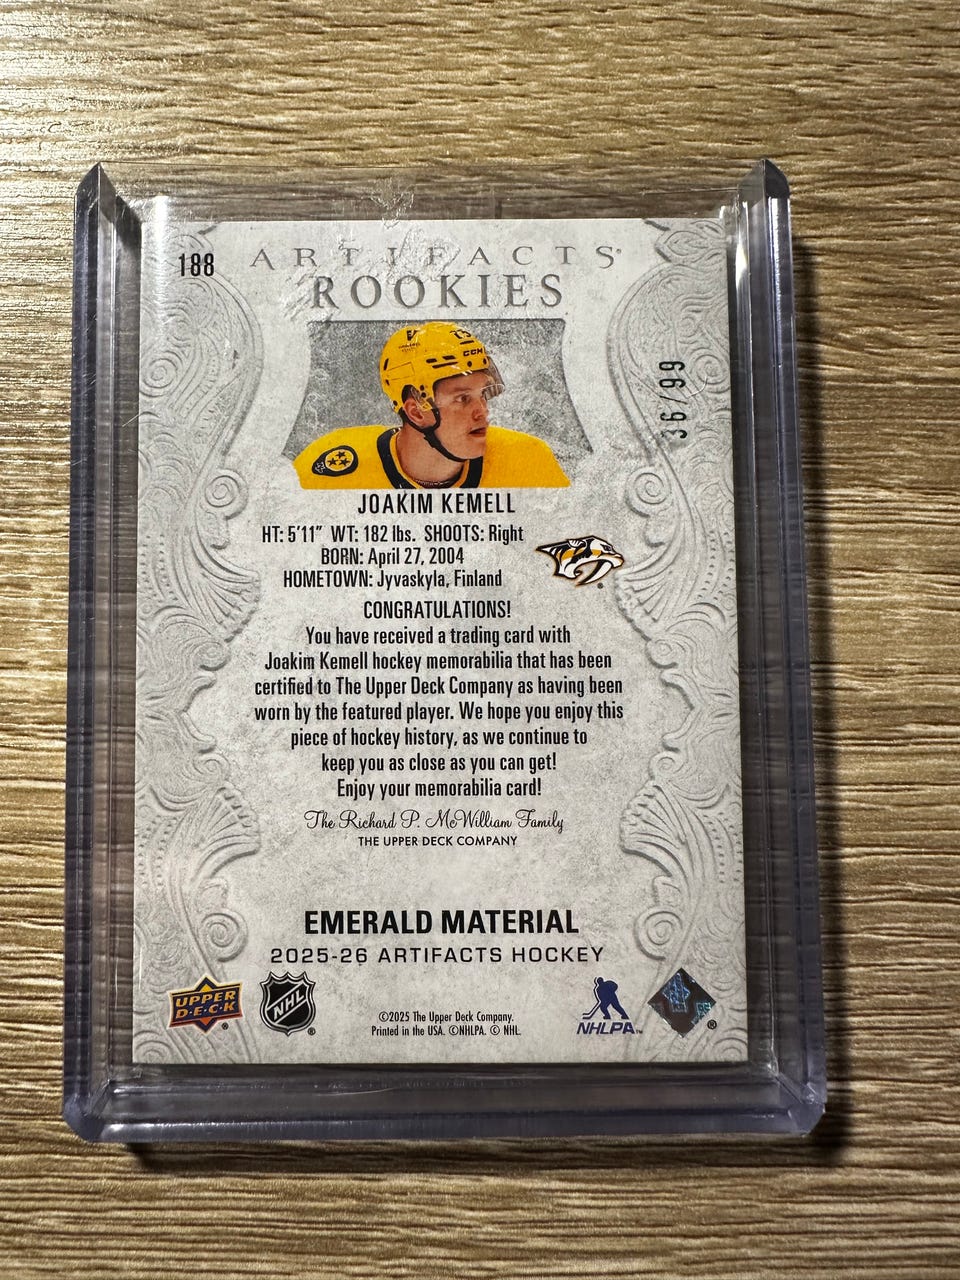 188
ARTIFACTS®
ROOKIES
36/99
JOAKIM KEMELL
HT: 5'11" WT: 182 lbs. SHOOTS: Right
BORN: April 27, 2004
HOMETOWN: Jyvaskyla, Finland
CONGRATULATIONS!
You have received a trading card with
Joakim Kemell hockey memorabilia that has been
certified to The Upper Deck Company as having been
worn by the featured player. We hope you enjoy this
piece of hockey history, as we continue to
keep you as close as you can get!
Enjoy your memorabilia card!
The Richard P. McWilliam Family
THE UPPER DECK COMPANY
EMERALD MATERIAL
2025-26 ARTIFACTS HOCKEY
UPPER
D·E·C·K®
NHL®
©2025 The Upper Deck Company.
Printed in the USA. ©NHLPA. © NHL.
NHLPA™
CCM